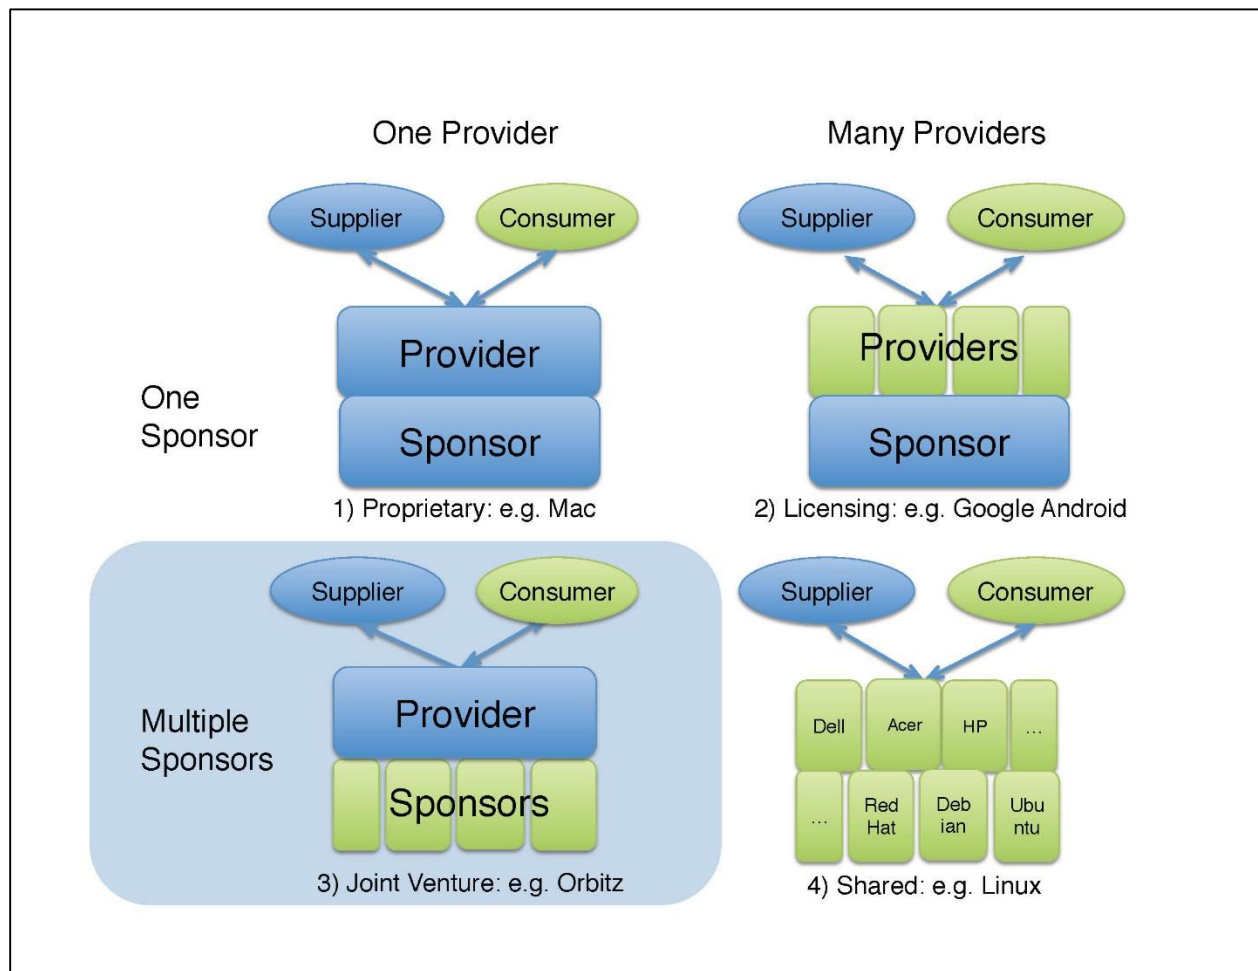 One Provider
Many Providers
Supplier
Consumer
Supplier
Consumer
Provider
Providers
One
Sponsor
Sponsor
Sponsor
1) Proprietary: e.g. Mac
2) Licensing: e.g. Google Android
Supplier
Consumer
Supplier
Consumer
Multiple
Sponsors
Provider
Sponsors
Dell
Acer
HP
...
...
Red
Hat
Deb
ian
Ubu
ntu
3) Joint Venture: e.g. Orbitz
4) Shared: e.g. Linux